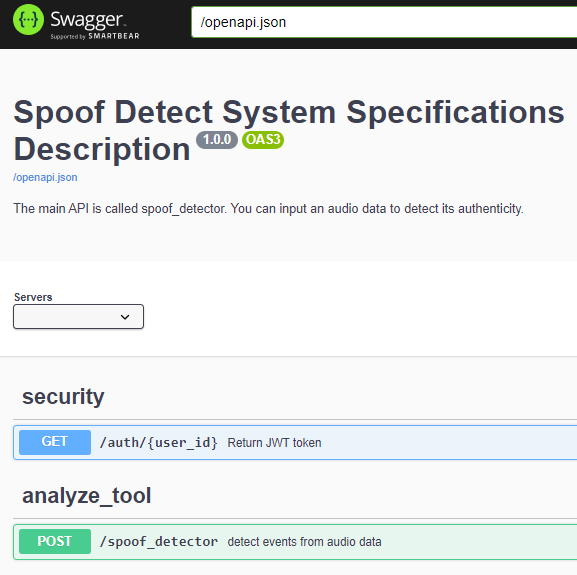 Swagger.
Supported by SMARTBEAR
/openapi.json
Spoof Detect System Specifications
Description 1.0.0 OAS3
/openapi.json
The main API is called spoof_detector. You can input an audio data to detect its authenticity.
Servers
security
GET /auth/{user_id} Return JWT token
analyze_tool
POST /spoof_detector detect events from audio data